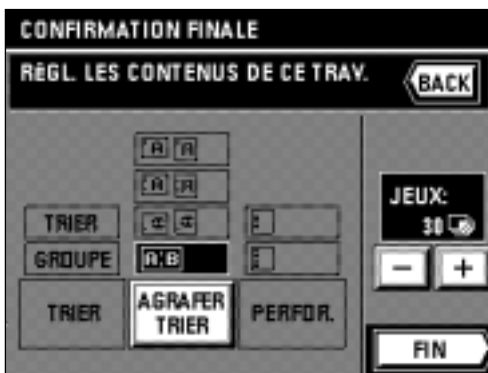 CONFIRMATION FINALE
RÈGL. LES CONTENUS DE CE TRAV.
BACK
A A
A A
TRIER A A
GROUPE A B
JEUX:
30
− +
TRIER AGRAFER TRIER PERFOR.
FIN